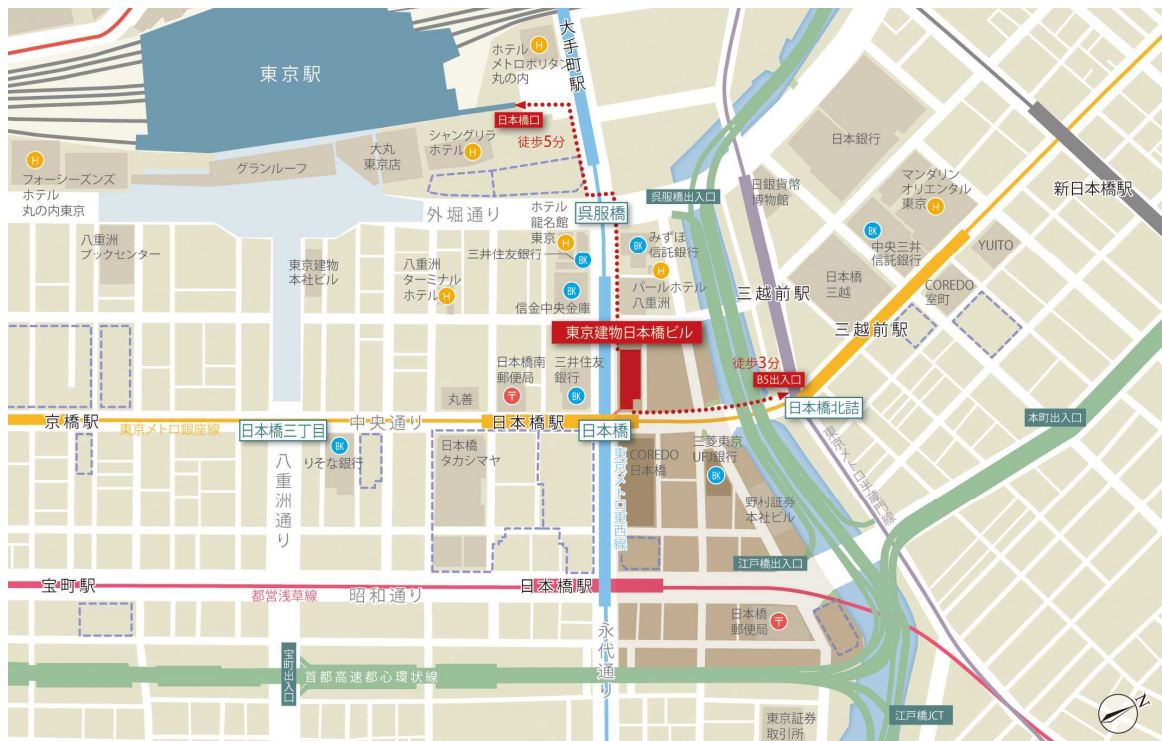 東京駅
ホテル
メトロポリタン
丸の内
大手町駅
日本橋口
徒歩5分
シャングリラ
ホテル
大丸
東京店
グランルーフ
フォーシーズンズ
ホテル
丸の内東京
日本銀行
日銀貨幣
博物館
マンダリン
オリエンタル
東京
新日本橋駅
呉服橋出入口
外堀通り
呉服橋
ホテル
龍名館
東京
みずほ
信託銀行
中央三井
信託銀行
YUITO
八重洲
ブックセンター
東京建物
本社ビル
八重洲
ターミナル
ホテル
三井住友銀行
信金中央金庫
パールホテル
八重洲
三越前駅
日本橋
三越
COREDO
室町
三越前駅
東京建物日本橋ビル
日本橋南
郵便局
三井住友
銀行
丸善
徒歩3分
B5出入口
日本橋北詰
京橋駅
東京メトロ銀座線
日本橋三丁目
中央通り
日本橋駅
日本橋
本町出入口
りそな銀行
日本橋
タカシマヤ
COREDO
日本橋
三菱東京
UFJ銀行
東京メトロ東西線
東京メトロ半蔵門線
八重洲通り
野村証券
本社ビル
江戸橋出入口
宝町駅
都営浅草線
昭和通り
日本橋駅
日本橋
郵便局
永代通り
宝町出入口
首都高速都心環状線
東京証券
取引所
江戸橋JCT
N
H
H
H
H
H
H
H
BK
BK
BK
BK
BK
BK
BK
〒
〒